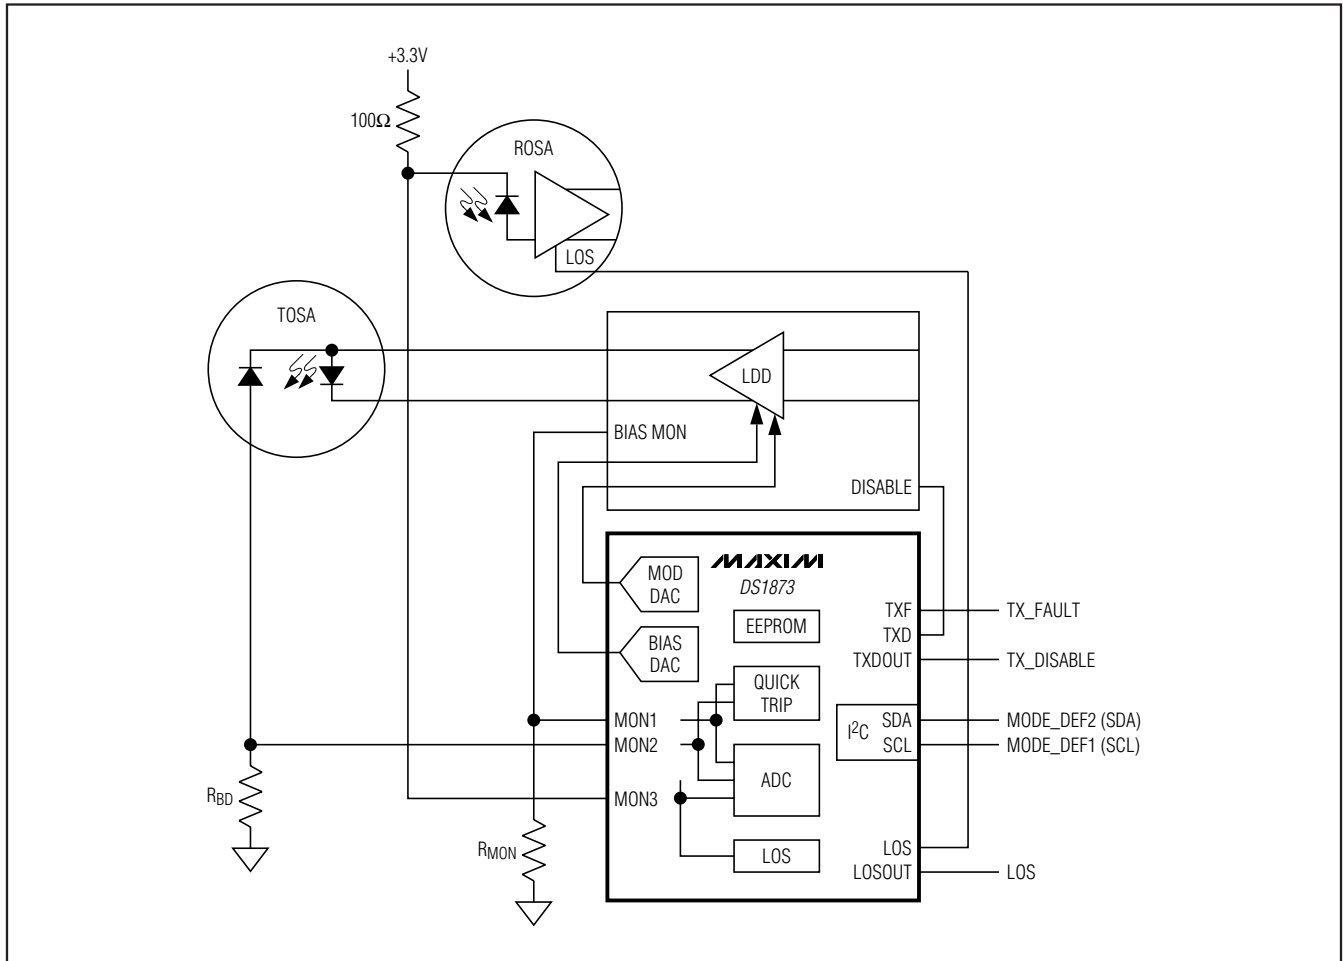 +3.3V
100Ω
ROSA
LOS
TOSA
LDD
BIAS MON
DISABLE
MAXIM
DS1873
MOD
DAC
EEPROM
BIAS
DAC
QUICK
TRIP
MON1
MON2
MON3
ADC
LOS
I²C
TXF
TXD
TXDOUT
SDA
SCL
LOS
LOSOUT
TX_FAULT
TX_DISABLE
MODE_DEF2 (SDA)
MODE_DEF1 (SCL)
LOS
RBD
RMON